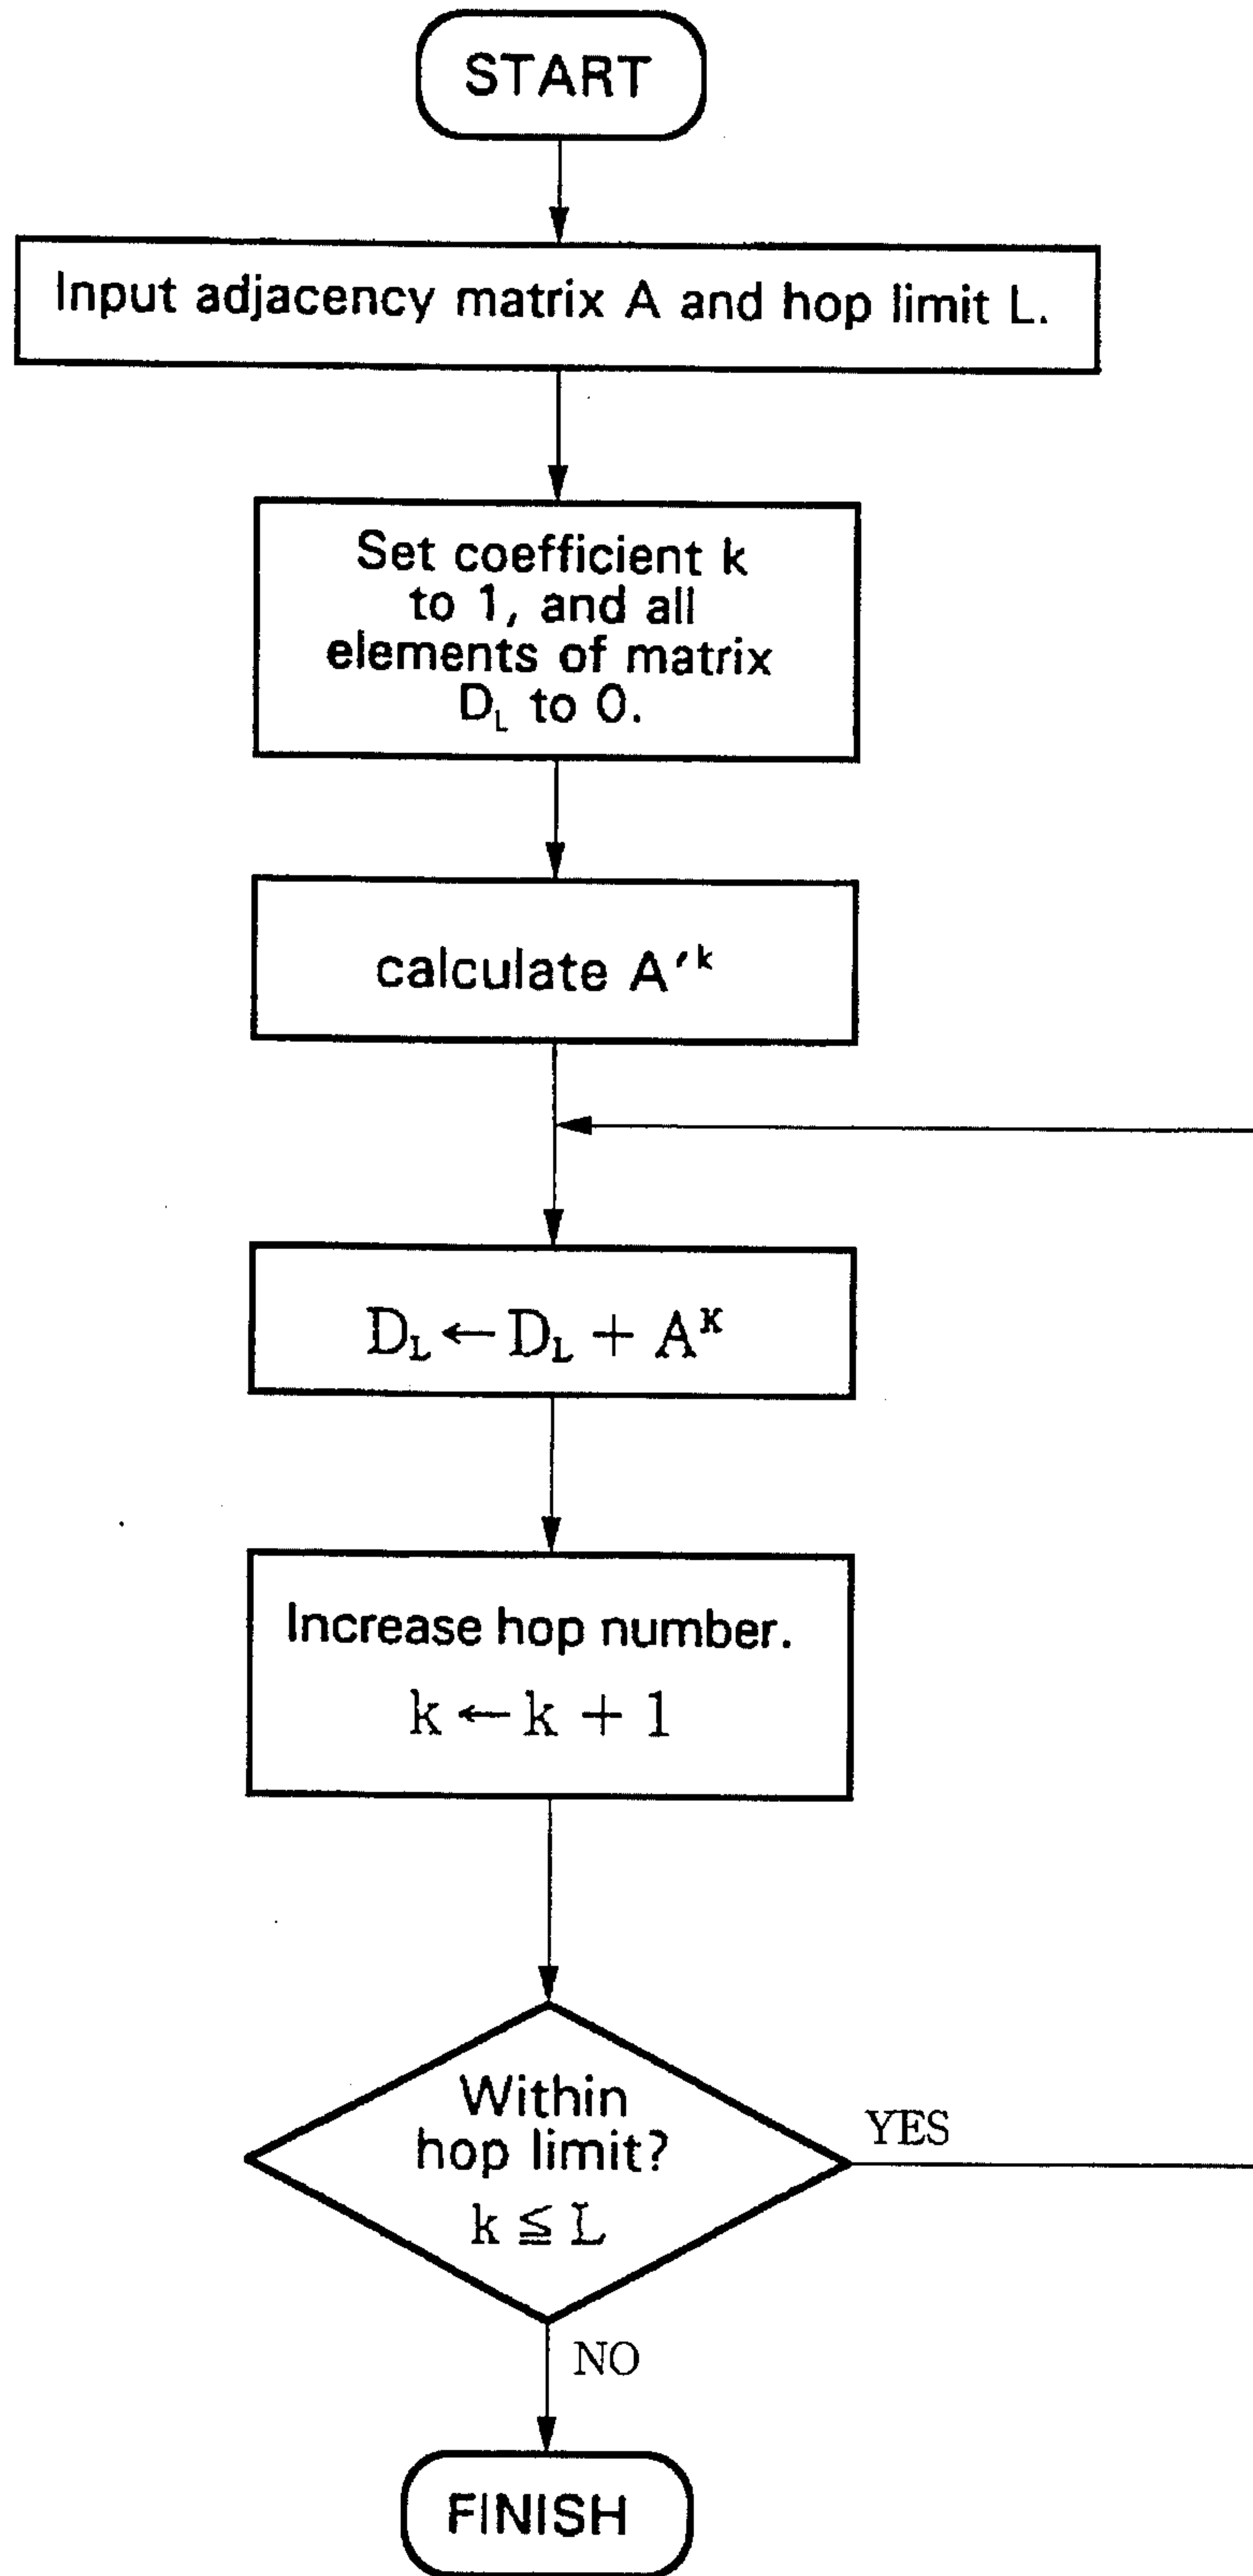 START
Input adjacency matrix A and hop limit L.
Set coefficient k
to 1, and all
elements of matrix
D_L to 0.
calculate A′ᵏ
D_L ← D_L + Aᴷ
Increase hop number.
k ← k + 1
Within
hop limit?
k ≦ L
YES
NO
FINISH